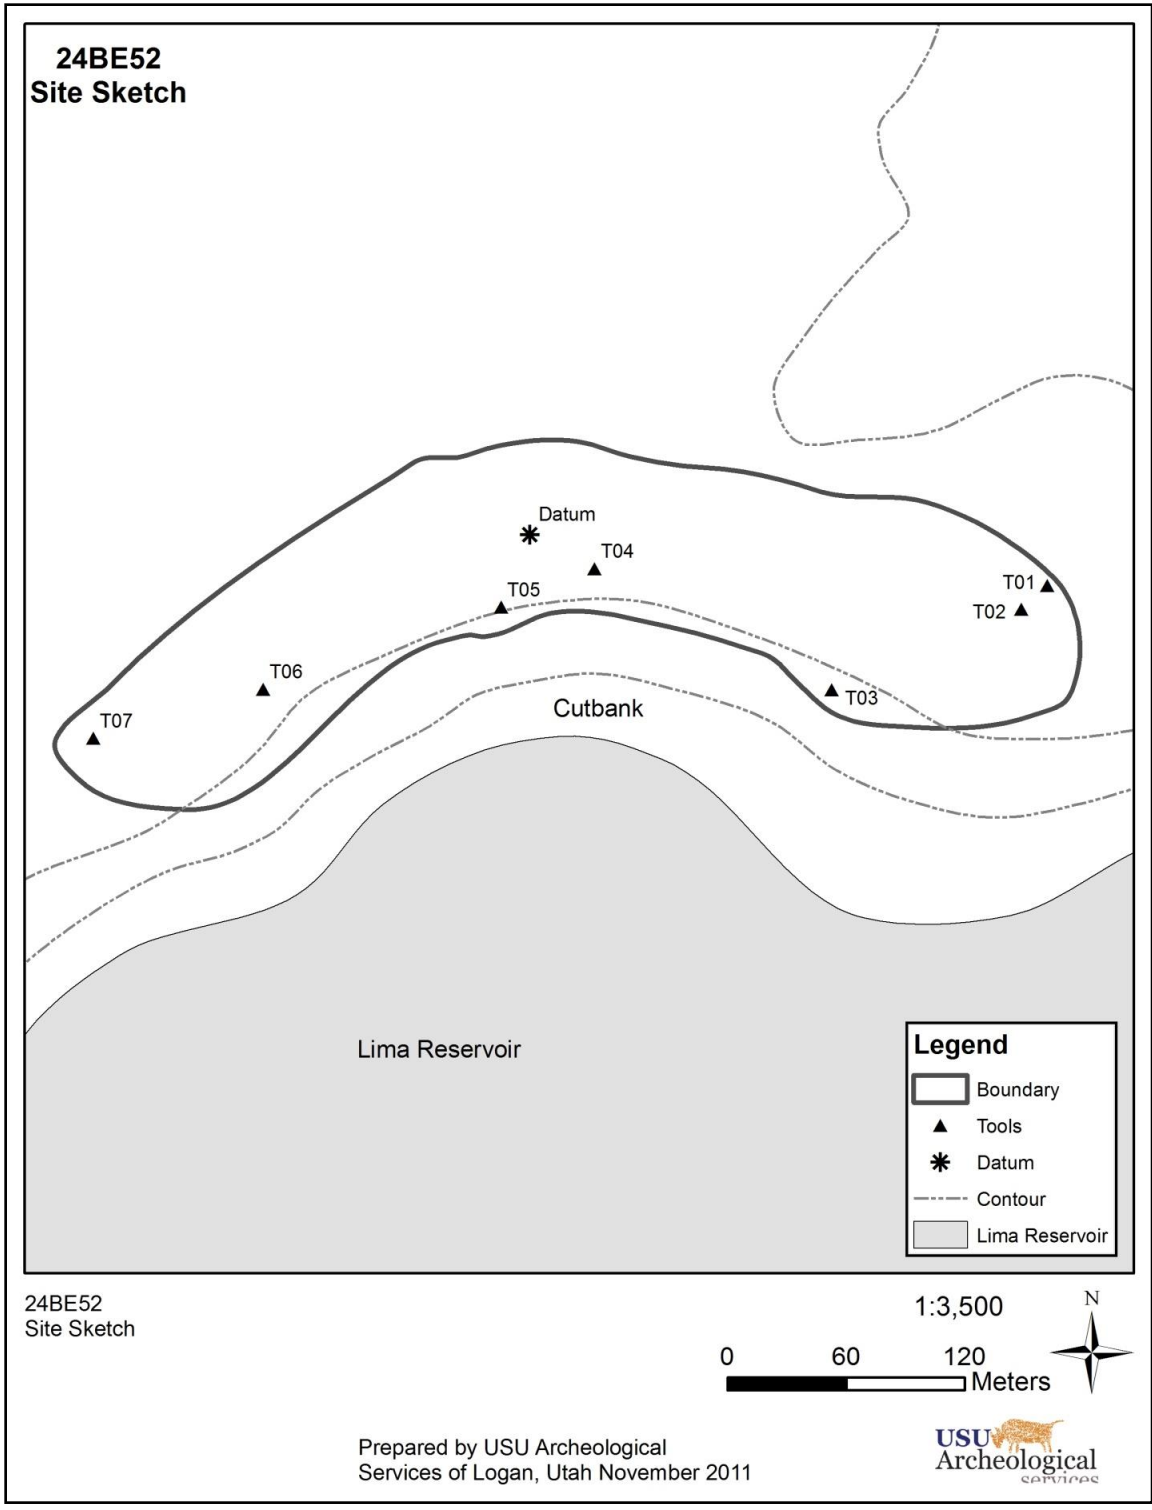 24BE52
Site Sketch
Datum
T04
T05
T01
T02
T06
T03
T07
Cutbank
Lima Reservoir
Legend
Boundary
Tools
Datum
Contour
Lima Reservoir
24BE52
Site Sketch
1:3,500
N
0 60 120
Meters
Prepared by USU Archeological
Services of Logan, Utah November 2011
USU
Archeological
services